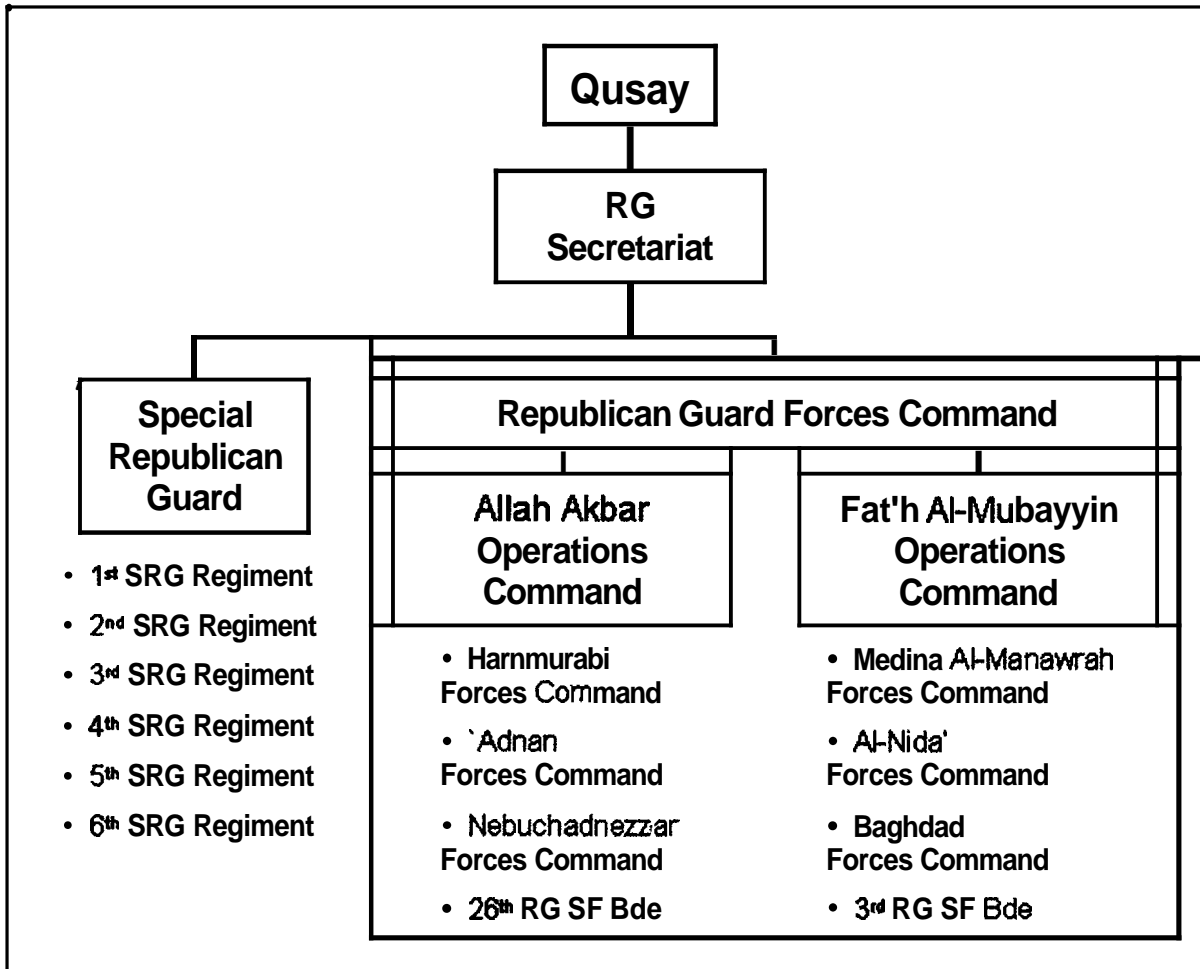 Qusay
RG
Secretariat
Special
Republican
Guard
• 1st SRG Regiment
• 2nd SRG Regiment
• 3rd SRG Regiment
• 4th SRG Regiment
• 5th SRG Regiment
• 6th SRG Regiment
Republican Guard Forces Command
Allah Akbar
Operations
Command
• Harnmurabi
Forces Command
• `Adnan
Forces Command
• Nebuchadnezzar
Forces Command
• 26th RG SF Bde
Fat'h Al-Mubayyin
Operations
Command
• Medina Al-Manawrah
Forces Command
• Al-Nida'
Forces Command
• Baghdad
Forces Command
• 3rd RG SF Bde